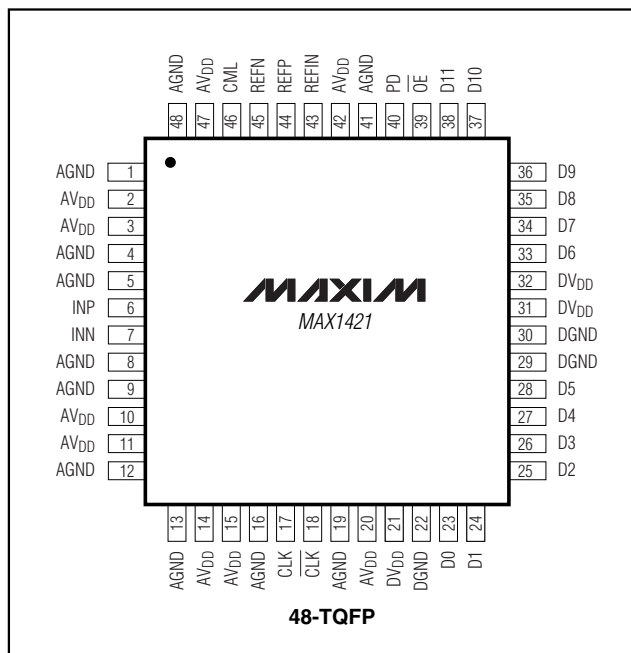 AGND
AVDD
CML
REFN
REFP
REFIN
AVDD
AGND
PD
OE
D11
D10
48
47
46
45
44
43
42
41
40
39
38
37
AGND 1
AVDD 2
AVDD 3
AGND 4
AGND 5
INP 6
INN 7
AGND 8
AGND 9
AVDD 10
AVDD 11
AGND 12
MAXIM
MAX1421
36 D9
35 D8
34 D7
33 D6
32 DVDD
31 DVDD
30 DGND
29 DGND
28 D5
27 D4
26 D3
25 D2
13
14
15
16
17
18
19
20
21
22
23
24
AGND
AVDD
AVDD
AGND
CLK
CLK
AGND
AVDD
DVDD
DGND
D0
D1
48-TQFP